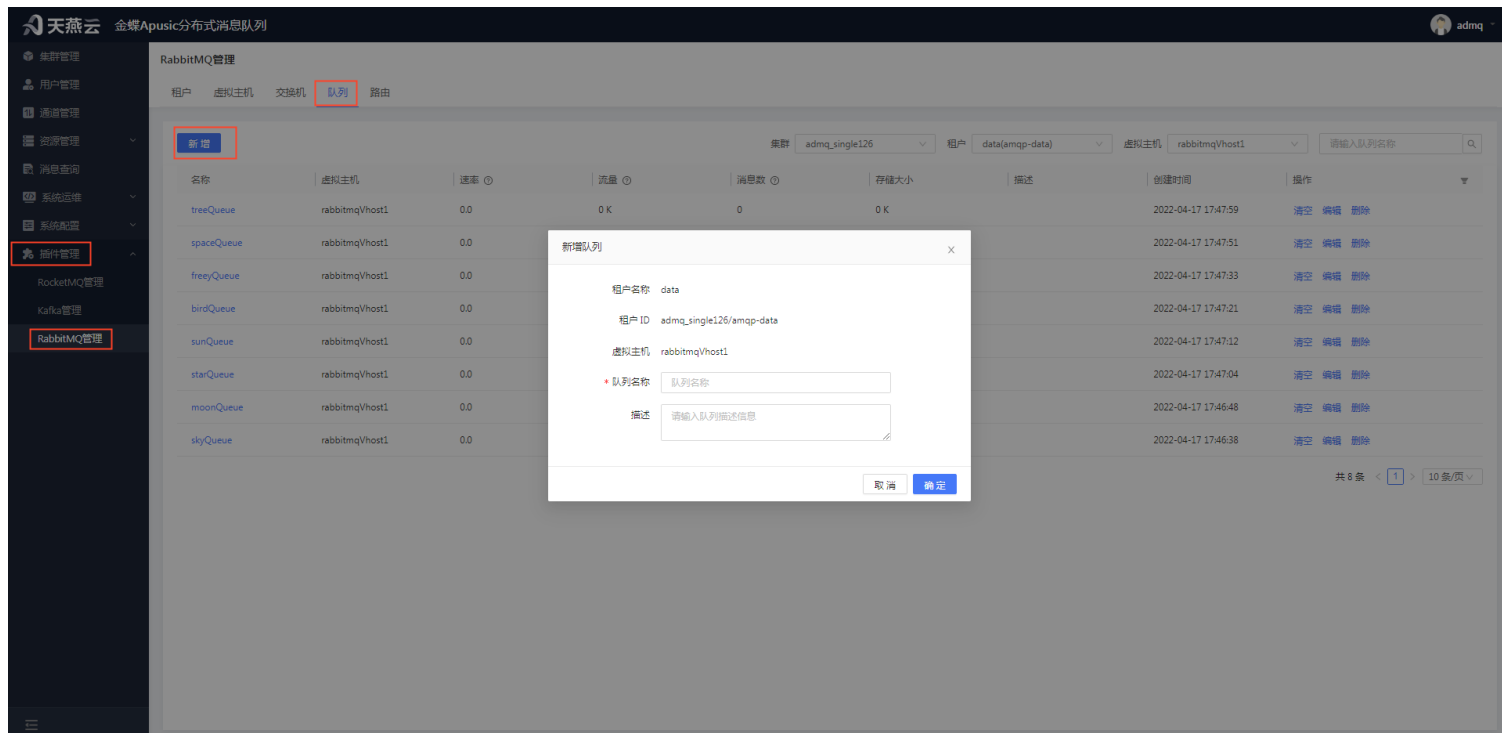 天燕云 金蝶Apusic分布式消息队列 admq
集群管理
用户管理
通道管理
资源管理
消息查询
系统运维
系统配置
插件管理
RocketMQ管理
Kafka管理
RabbitMQ管理
RabbitMQ管理
租户 虚拟主机 交换机 队列 路由
新增 集群 admq_single126 租户 data(amqp-data) 虚拟主机 rabbitmqVhost1 请输入队列名称
名称 虚拟主机 速率 流量 消息数 存储大小 描述 创建时间 操作
treeQueue rabbitmqVhost1 0.0 0 K 0 0 K 2022-04-17 17:47:59 清空 编辑 删除
spaceQueue rabbitmqVhost1 0.0 2022-04-17 17:47:51 清空 编辑 删除
freeyQueue rabbitmqVhost1 0.0 2022-04-17 17:47:33 清空 编辑 删除
birdQueue rabbitmqVhost1 0.0 2022-04-17 17:47:21 清空 编辑 删除
sunQueue rabbitmqVhost1 0.0 2022-04-17 17:47:12 清空 编辑 删除
starQueue rabbitmqVhost1 0.0 2022-04-17 17:47:04 清空 编辑 删除
moonQueue rabbitmqVhost1 0.0 2022-04-17 17:46:48 清空 编辑 删除
skyQueue rabbitmqVhost1 0.0 2022-04-17 17:46:38 清空 编辑 删除
共 8 条 < 1 > 10 条/页
新增队列 x
租户名称 data
租户 ID admq_single126/amqp-data
虚拟主机 rabbitmqVhost1
* 队列名称 队列名称
描述 请输入队列描述信息
取消 确定